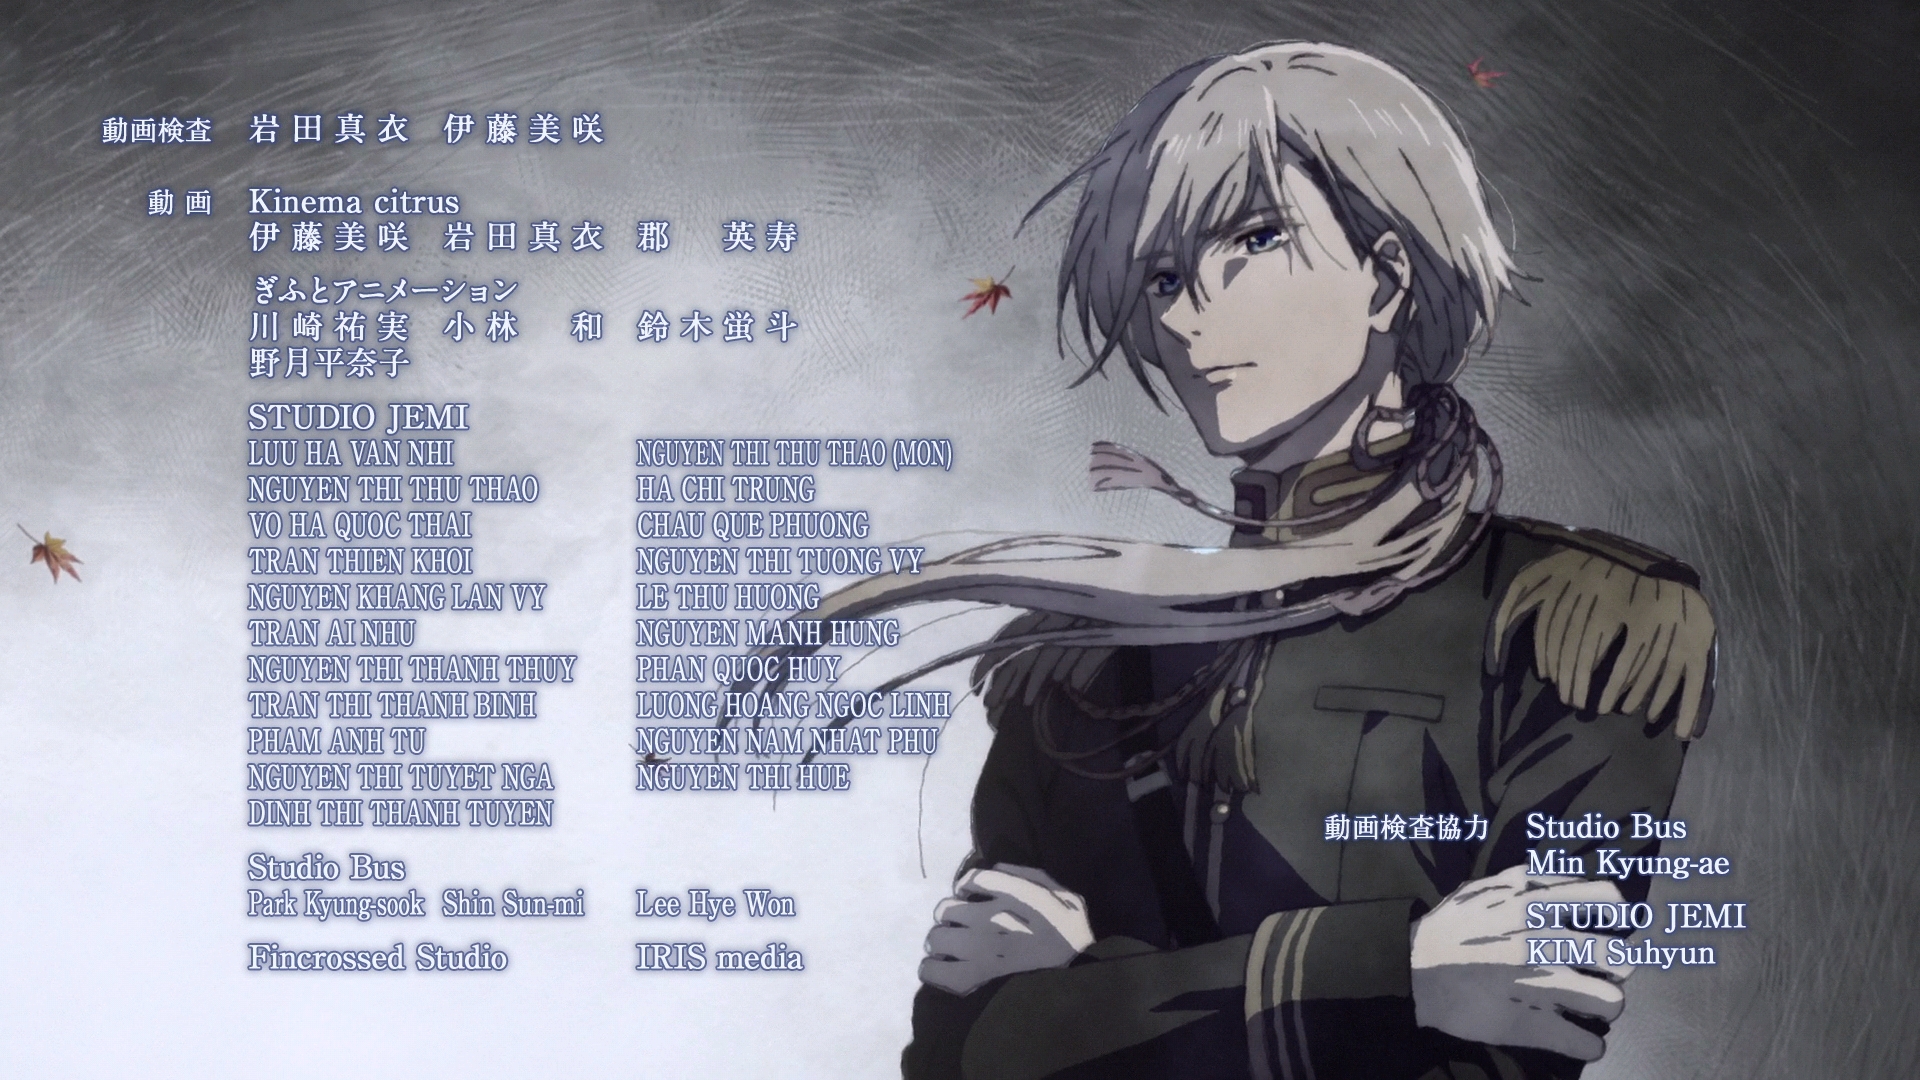 動画検査 岩田真衣 伊藤美咲
動画 Kinema citrus
伊藤美咲 岩田真衣 郡 英寿
ぎふとアニメーション
川崎祐実 小林 和 鈴木蛍斗
野月平奈子
STUDIO JEMI
LUU HA VAN NHI NGUYEN THI THU THAO (MON)
NGUYEN THI THU THAO HA CHI TRUNG
VO HA QUOC THAI CHAU QUE PHUONG
TRAN THIEN KHOI NGUYEN THI TUONG VY
NGUYEN KHANG LAN VY LE THU HUONG
TRAN AI NHU NGUYEN MANH HUNG
NGUYEN THI THANH THUY PHAN QUOC HUY
TRAN THI THANH BINH LUONG HOANG NGOC LINH
PHAM ANH TU NGUYEN NAM NHAT PHU
NGUYEN THI TUYET NGA NGUYEN THI HUE
DINH THI THANH TUYEN
Studio Bus
Park Kyung-sook Shin Sun-mi Lee Hye Won
Fincrossed Studio IRIS media
動画検査協力 Studio Bus
Min Kyung-ae
STUDIO JEMI
KIM Suhyun